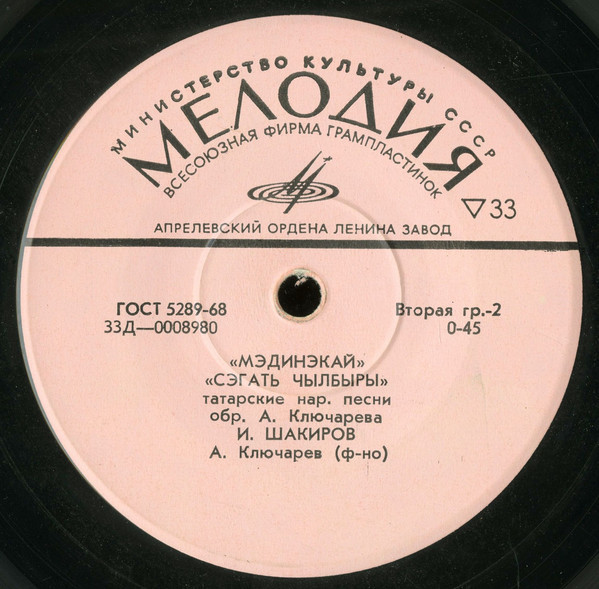 МИНИСТЕРСТВО КУЛЬТУРЫ СССР
МЕЛОДИЯ
ВСЕСОЮЗНАЯ ФИРМА ГРАМПЛАСТИНОК
▽33
АПРЕЛЕВСКИЙ ОРДЕНА ЛЕНИНА ЗАВОД
ГОСТ 5289-68
Вторая гр.-2
33Д—0008980
0-45
«МЭДИНЭКАЙ»
«СЭГАТЬ ЧЫЛБЫРЫ»
татарские нар. песни
обр. А. Ключарева
И. ШАКИРОВ
А. Ключарев (ф-но)